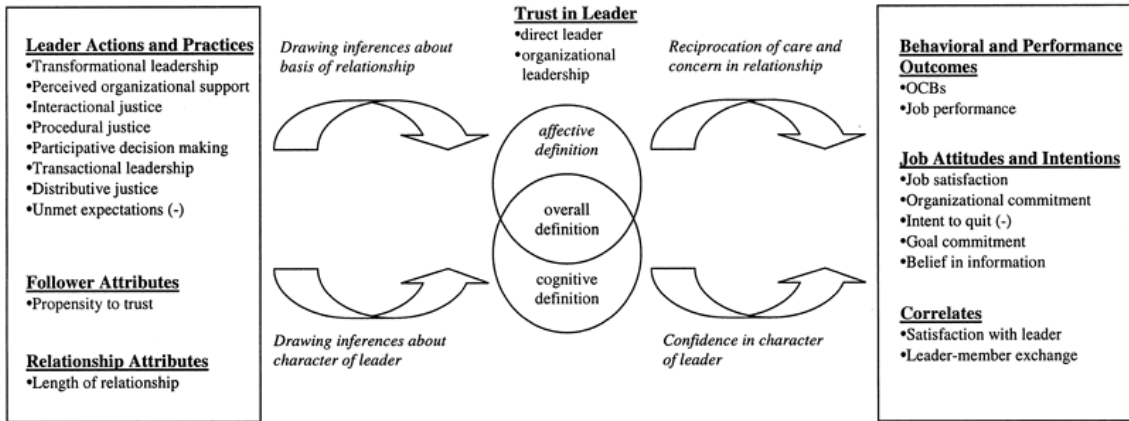 Leader Actions and Practices
•Transformational leadership
•Perceived organizational support
•Interactional justice
•Procedural justice
•Participative decision making
•Transactional leadership
•Distributive justice
•Unmet expectations (-)
Follower Attributes
•Propensity to trust
Relationship Attributes
•Length of relationship
Drawing inferences about
basis of relationship
Drawing inferences about
character of leader
Trust in Leader
•direct leader
•organizational
leadership
affective
definition
overall
definition
cognitive
definition
Reciprocation of care and
concern in relationship
Confidence in character
of leader
Behavioral and Performance
Outcomes
•OCBs
•Job performance
Job Attitudes and Intentions
•Job satisfaction
•Organizational commitment
•Intent to quit (-)
•Goal commitment
•Belief in information
Correlates
•Satisfaction with leader
•Leader-member exchange